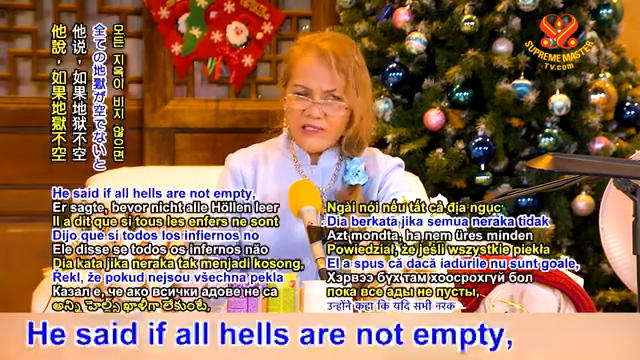 SUPREME MASTER
TV.com
他說，如果地獄不空
他说，如果地狱不空
全ての地獄が空でないと
모든 지옥이 비지 않으면
He said if all hells are not empty,
Er sagte, bevor nicht alle Höllen leer
Il a dit que si tous les enfers ne sont
Dijo que si todos los infiernos no
Ele disse se todos os infernos não
Dia kata jika neraka tak menjadi kosong,
Řekl, že pokud nejsou všechna pekla
Казал е, че ако всички адове не са
అన్ని హెల్స్ ఖాళీగా లేకుంటే,
Ngài nói nếu tất cả địa ngục
Dia berkata jika semua neraka tidak
Azt mondta, ha nem üres minden
Powiedział, że jeśli wszystkie piekła
El a spus că dacă iadurile nu sunt goale,
Хэрвээ бүх там хоосрохгүй бол
пока все ады не пусты,
उन्होंने कहा कि यदि सभी नरक
He said if all hells are not empty,